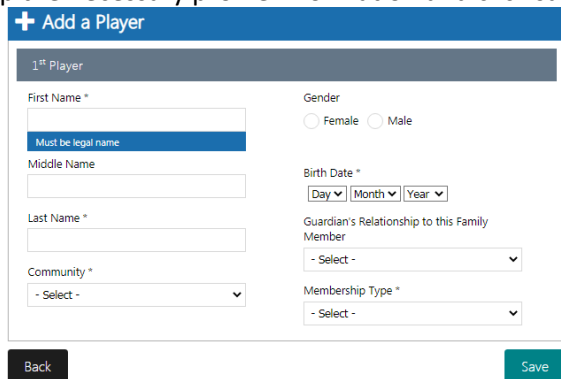 Add a Player
1st Player
First Name *
Must be legal name
Middle Name
Last Name *
Community *
- Select -
Gender
Female Male
Birth Date *
Day Month Year
Guardian's Relationship to this Family
Member
- Select -
Membership Type *
- Select -
Back
Save